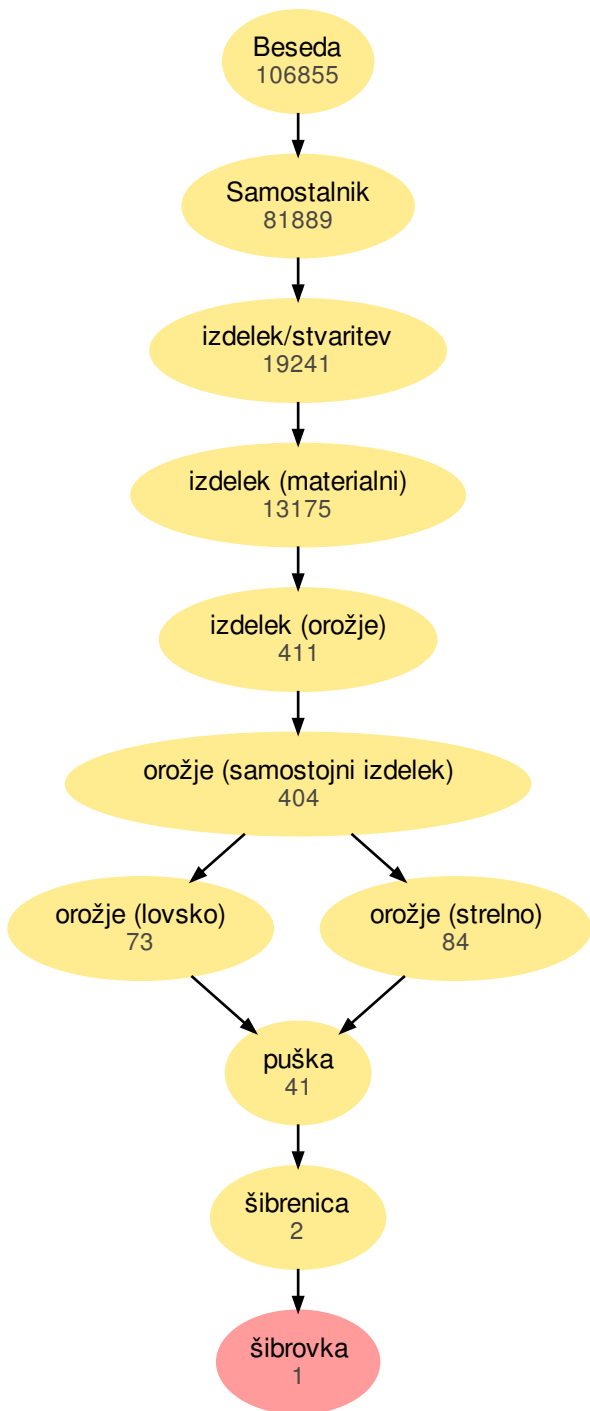 Beseda
106855
Samostalnik
81889
izdelek/stvaritev
19241
izdelek (materialni)
13175
izdelek (orožje)
411
orožje (samostojni izdelek)
404
orožje (lovsko)
73
orožje (strelno)
84
puška
41
šibrenica
2
šibrovka
1